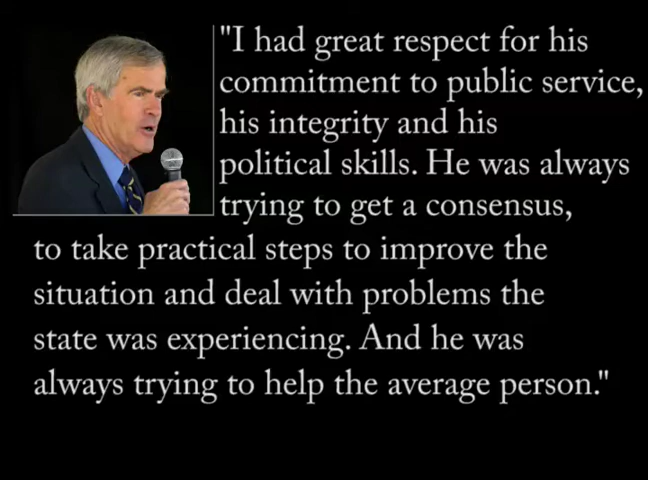 "I had great respect for his
commitment to public service,
his integrity and his
political skills. He was always
trying to get a consensus,
to take practical steps to improve the
situation and deal with problems the
state was experiencing. And he was
always trying to help the average person."